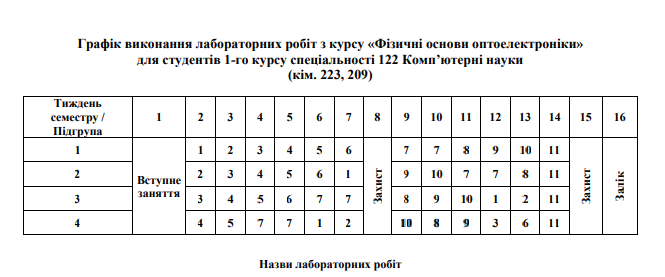 Графік виконання лабораторних робіт з курсу «Фізичні основи оптоелектроніки»
для студентів 1-го курсу спеціальності 122 Комп’ютерні науки
(кім. 223, 209)
Тиждень семестру / Підгрупа 1 2 3 4 5 6 7 8 9 10 11 12 13 14 15 16
Вступне заняття
Захист
Захист
Залік
1 1 2 3 4 5 6 7 7 8 9 10 11
2 2 3 4 5 6 1 9 10 7 7 8 11
3 3 4 5 6 7 7 8 9 10 1 2 11
4 4 5 7 7 1 2 10 8 9 3 6 11
Назви лабораторних робіт